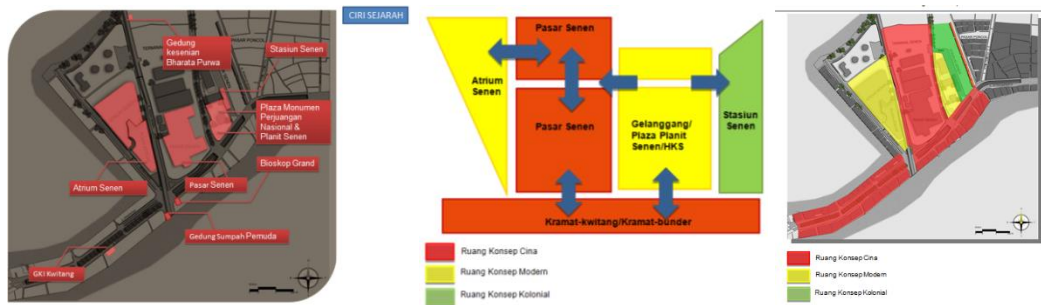 CIRI SEJARAH
Gedung
kesenian
Bharata Purwa
Stasiun Senen
Plaza Monumen
Perjuangan
Nasional &
Planit Senen
Bioskop Grand
Atrium Senen
Pasar Senen
Gedung Sumpah Pemuda
GKI Kwitang
Pasar Senen
Atrium
Senen
Pasar Senen
Gelanggang/
Plaza Planit
Senen/HKS
Stasiun
Senen
Kramat-kwitang/Kramat-bunder
Ruang Konsep Cina
Ruang Konsep Modern
Ruang Konsep Kolonial
Ruang Konsep Cina
Ruang Konsep Modern
Ruang Konsep Kolonial